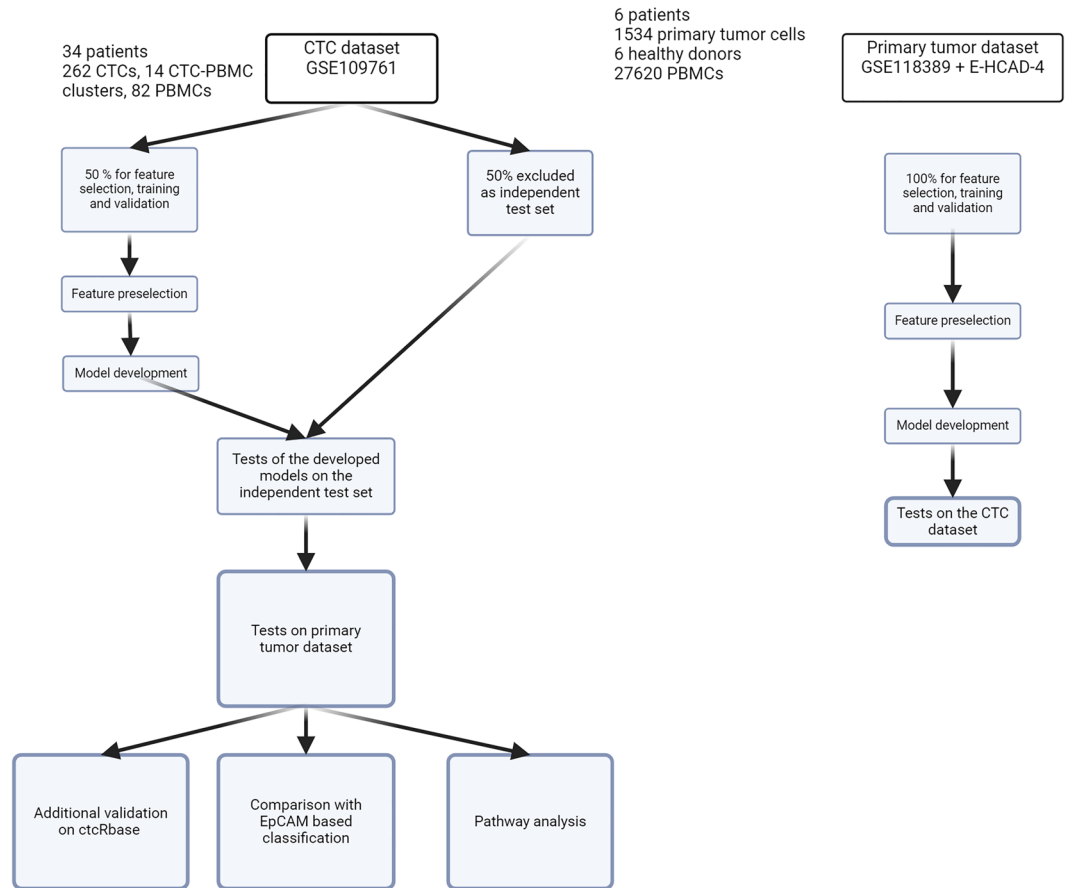 34 patients
262 CTCs, 14 CTC-PBMC
clusters, 82 PBMCs
CTC dataset
GSE109761
6 patients
1534 primary tumor cells
6 healthy donors
27620 PBMCs
Primary tumor dataset
GSE118389 + E-HCAD-4
50 % for feature
selection, training
and validation
50% excluded
as independent
test set
100% for feature
selection, training
and validation
Feature preselection
Feature preselection
Model development
Model development
Tests of the developed
models on the
independent test set
Tests on the CTC
dataset
Tests on primary
tumor dataset
Additional validation
on ctcRbase
Comparison with
EpCAM based
classification
Pathway analysis